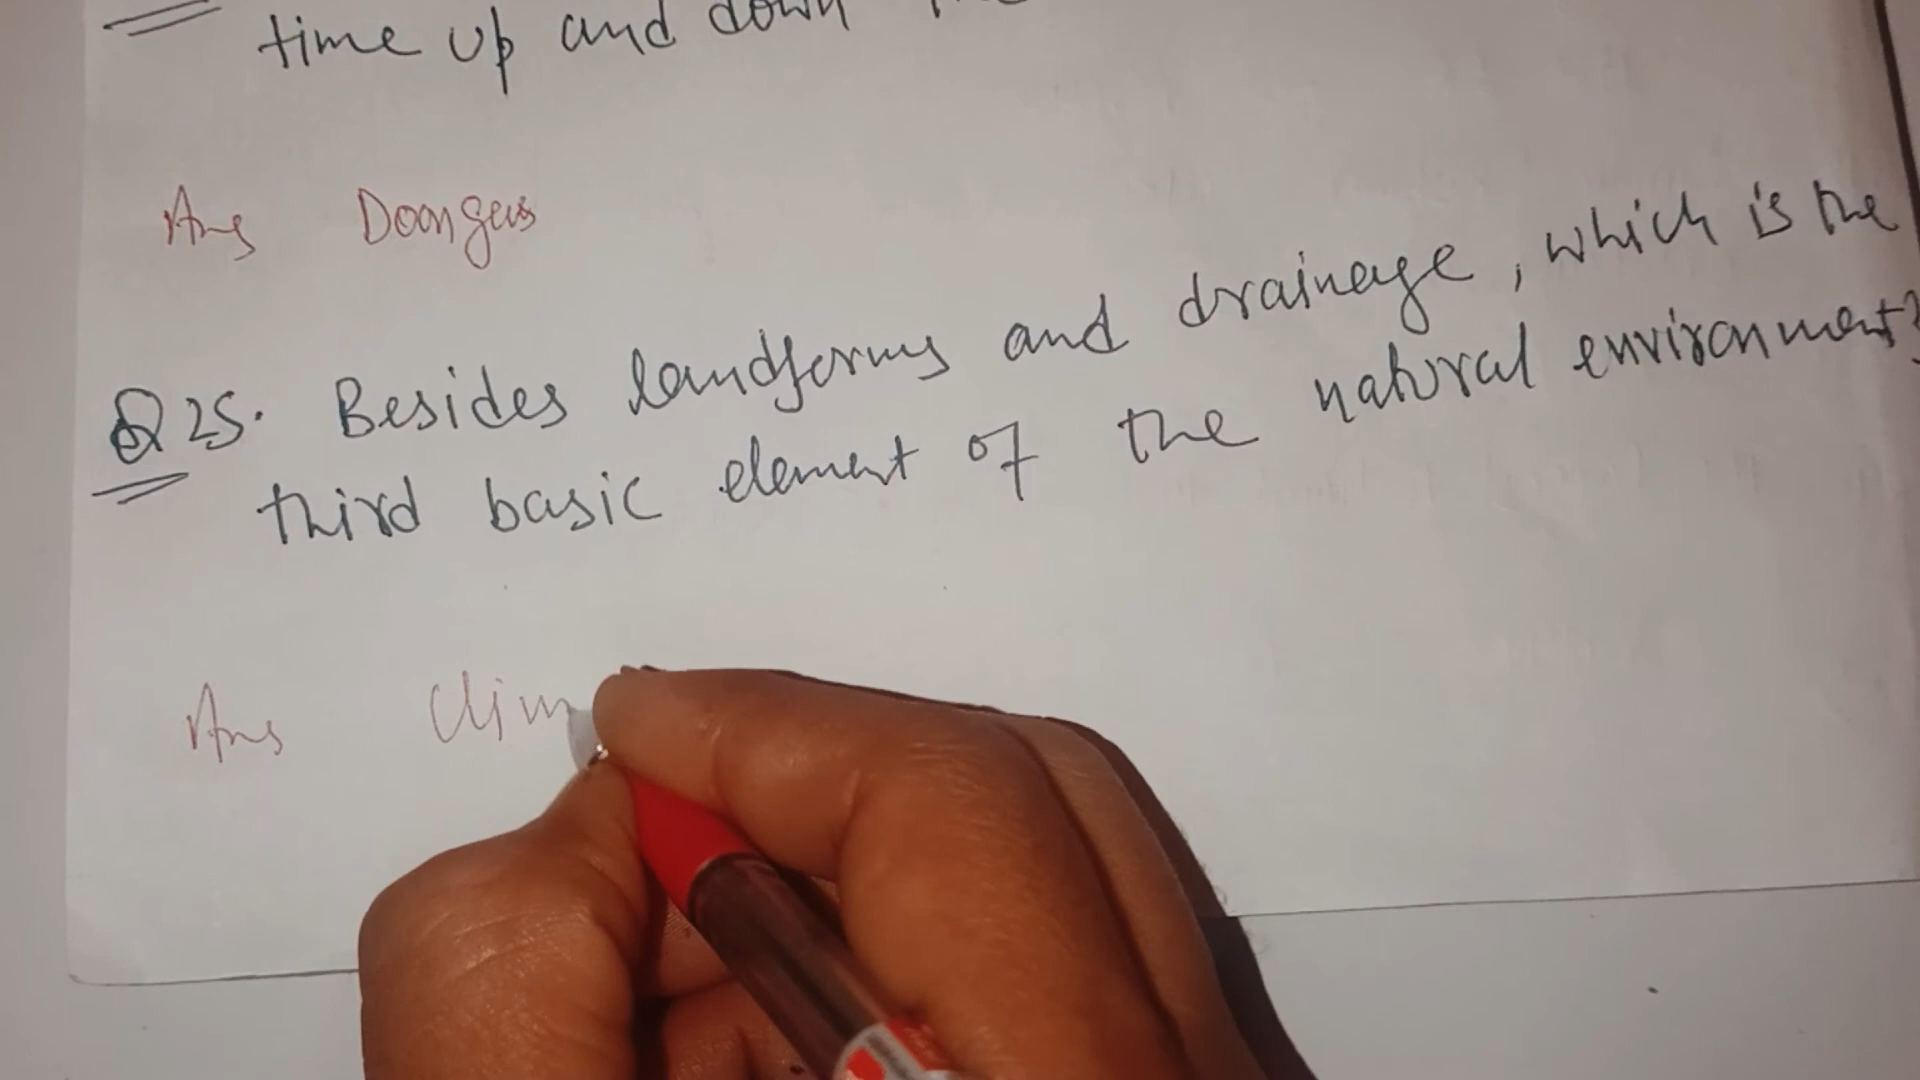 time up and down
Ans Doongers
Q 25. Besides landforms and drainage, which is the
third basic element of the natural environment?
Ans Clim